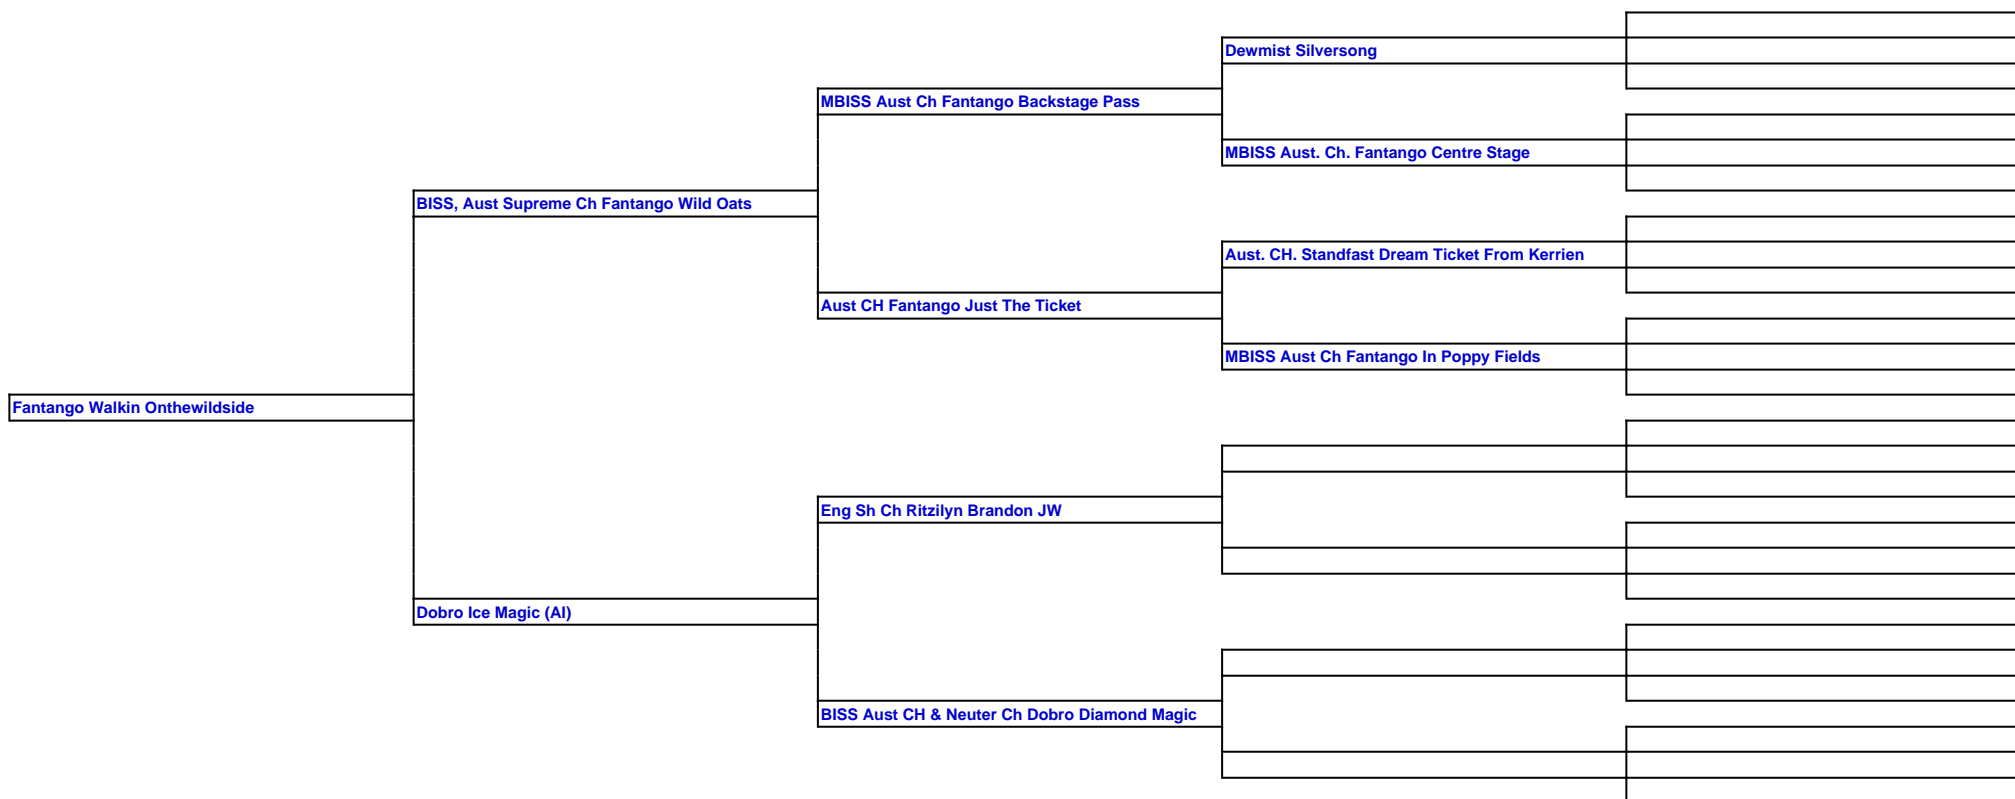 Dewmist Silversong
MBISS Aust Ch Fantango Backstage Pass
MBISS Aust. Ch. Fantango Centre Stage
BISS, Aust Supreme Ch Fantango Wild Oats
Aust. CH. Standfast Dream Ticket From Kerrien
Aust CH Fantango Just The Ticket
MBISS Aust Ch Fantango In Poppy Fields
Fantango Walkin Onthewildside
Eng Sh Ch Ritzilyn Brandon JW
Dobro Ice Magic (AI)
BISS Aust CH & Neuter Ch Dobro Diamond Magic